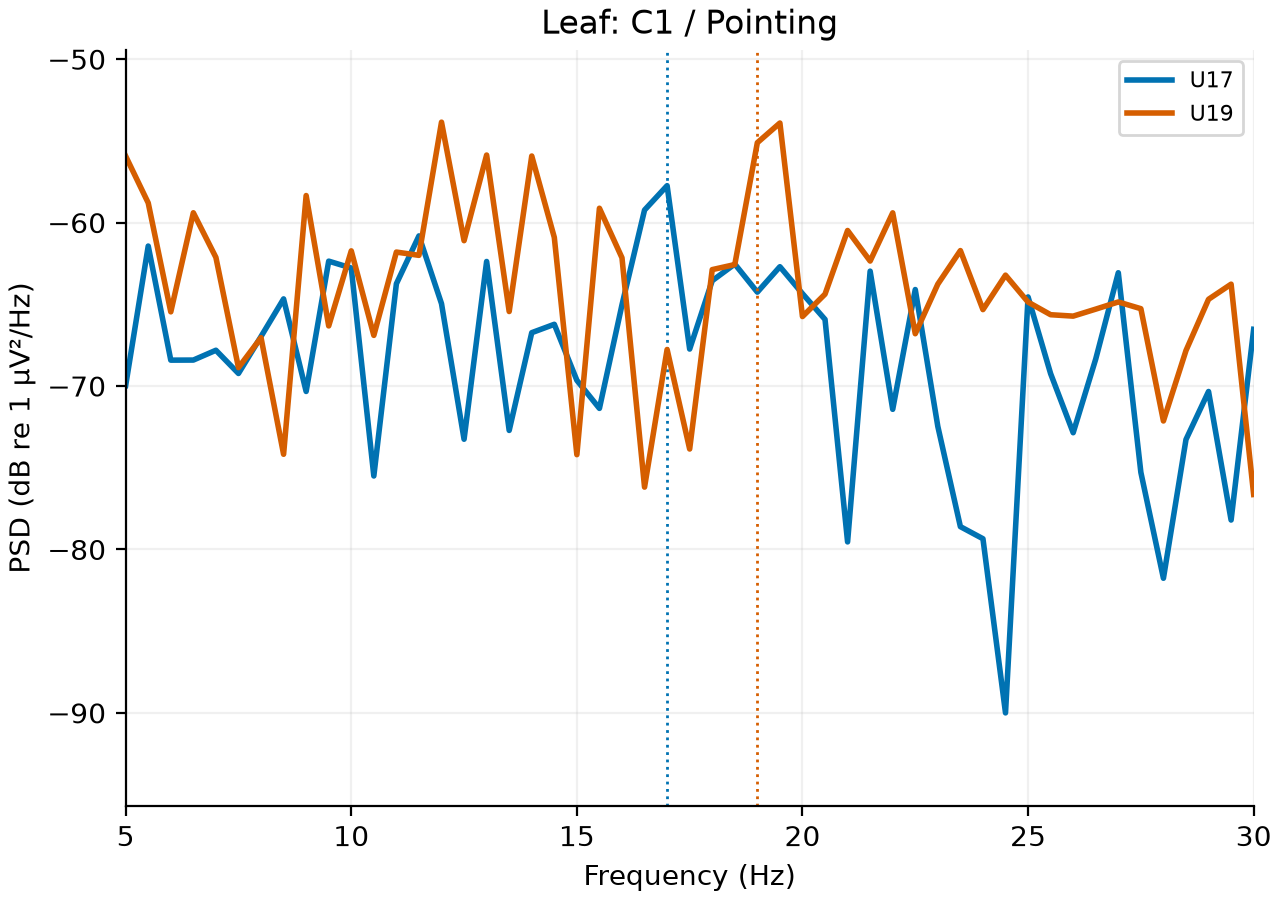 Leaf: C1 / Pointing
U17
U19
−50
−60
−70
−80
−90
PSD (dB re 1 μV²/Hz)
5
10
15
20
25
30
Frequency (Hz)